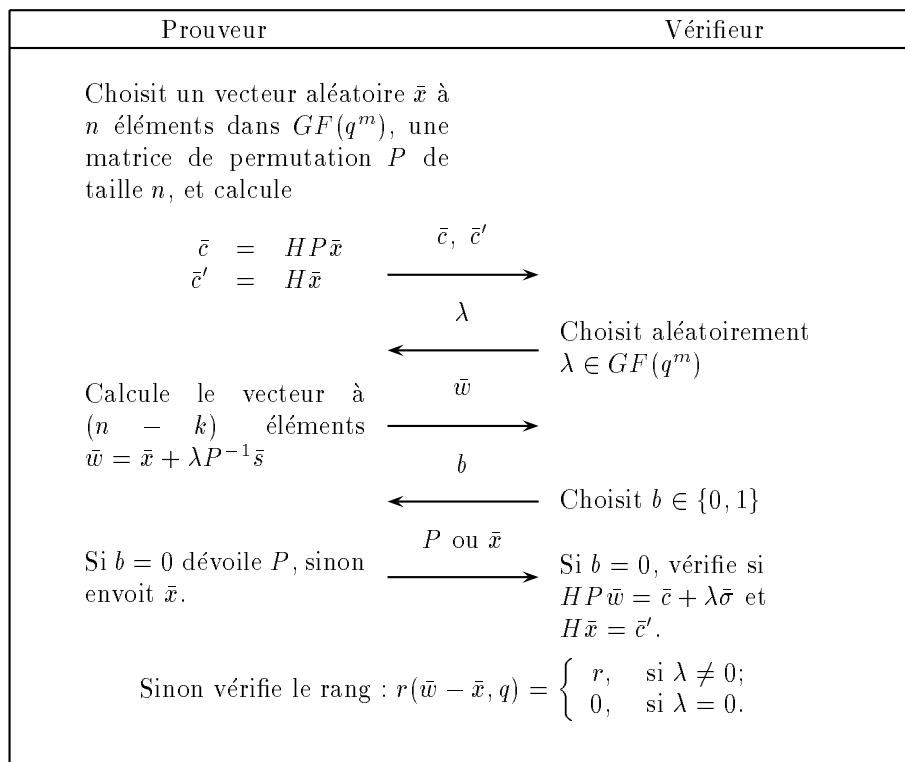 Prouveur Vérifieur
Choisit un vecteur aléatoire x̄ à
n éléments dans GF(q^m), une
matrice de permutation P de
taille n, et calcule
c̄ = HPx̄
c̄' = Hx̄
c̄, c̄'
λ
Choisit aléatoirement
λ ∈ GF(q^m)
Calcule le vecteur à
(n − k) éléments
w̄ = x̄ + λP^{-1}s̄
w̄
b
Choisit b ∈ {0, 1}
P ou x̄
Si b = 0 dévoile P, sinon
envoit x̄.
Si b = 0, vérifie si
HPw̄ = c̄ + λσ̄ et
Hx̄ = c̄'.
Sinon vérifie le rang : r(w̄ − x̄, q) = { r, si λ ≠ 0;
0, si λ = 0.